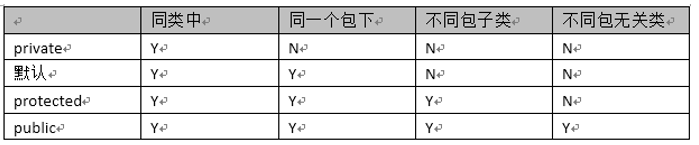 同类中 同一个包下 不同包子类 不同包无关类
private Y N N N
默认 Y Y N N
protected Y Y Y N
public Y Y Y Y